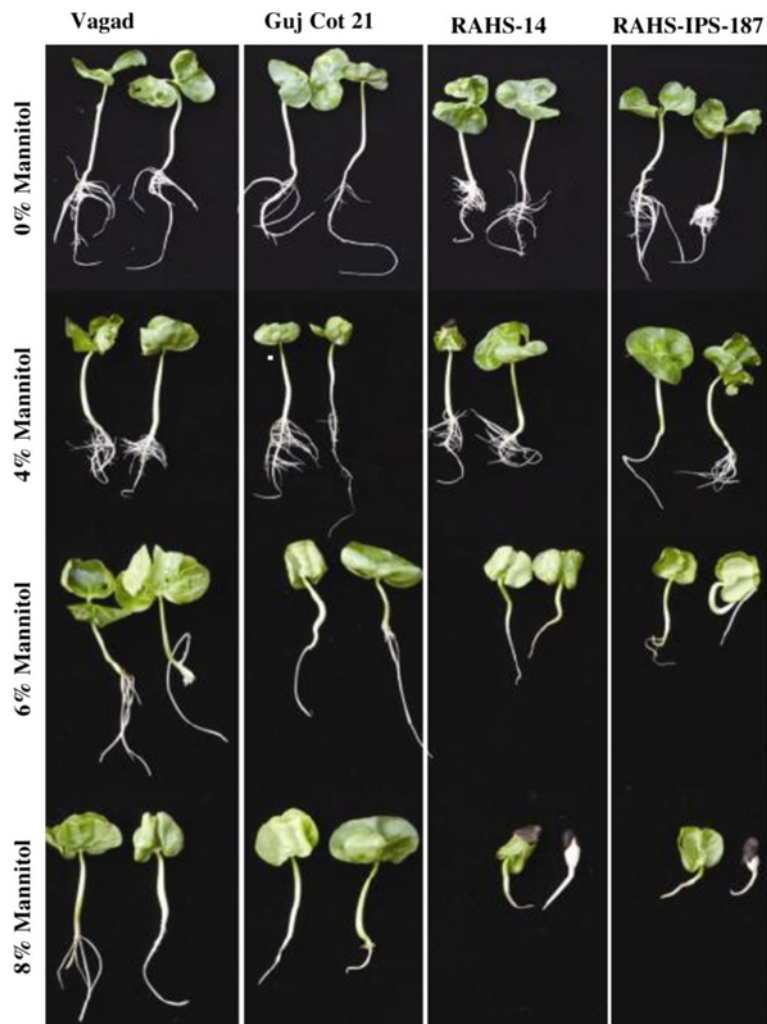 Vagad Guj Cot 21 RAHS-14 RAHS-IPS-187
0% Mannitol
4% Mannitol
6% Mannitol
8% Mannitol